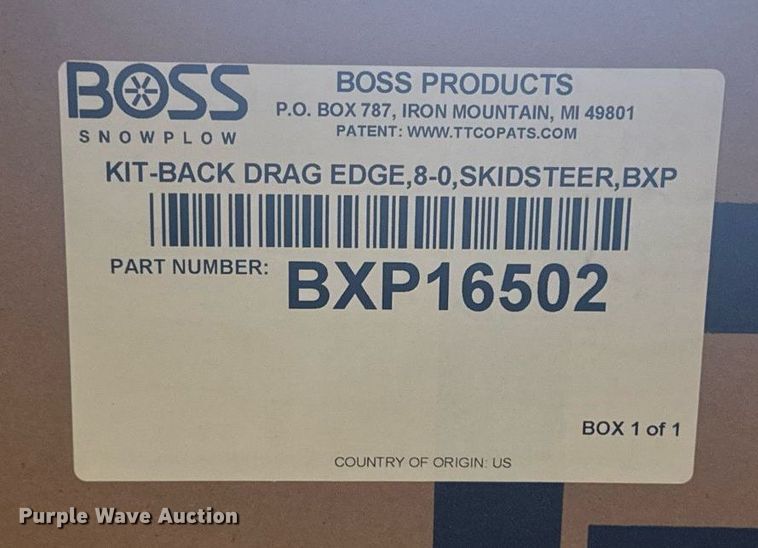 BOSS
SNOWPLOW
BOSS PRODUCTS
P.O. BOX 787, IRON MOUNTAIN, MI 49801
PATENT: WWW.TTCOPATS.COM
KIT-BACK DRAG EDGE,8-0,SKIDSTEER,BXP
PART NUMBER: BXP16502
BOX 1 of 1
COUNTRY OF ORIGIN: US
Purple Wave Auction